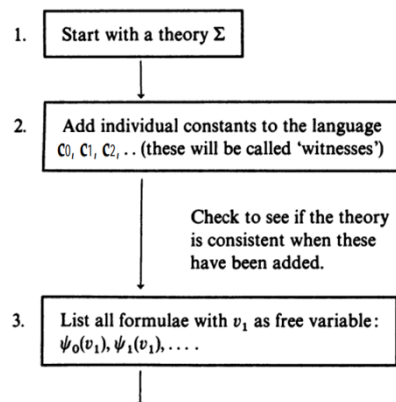 1. Start with a theory Σ
2. Add individual constants to the language
c0, c1, c2, . . (these will be called ‘witnesses’)
Check to see if the theory
is consistent when these
have been added.
3. List all formulae with v₁ as free variable:
ψ₀(v₁), ψ₁(v₁), . . . .